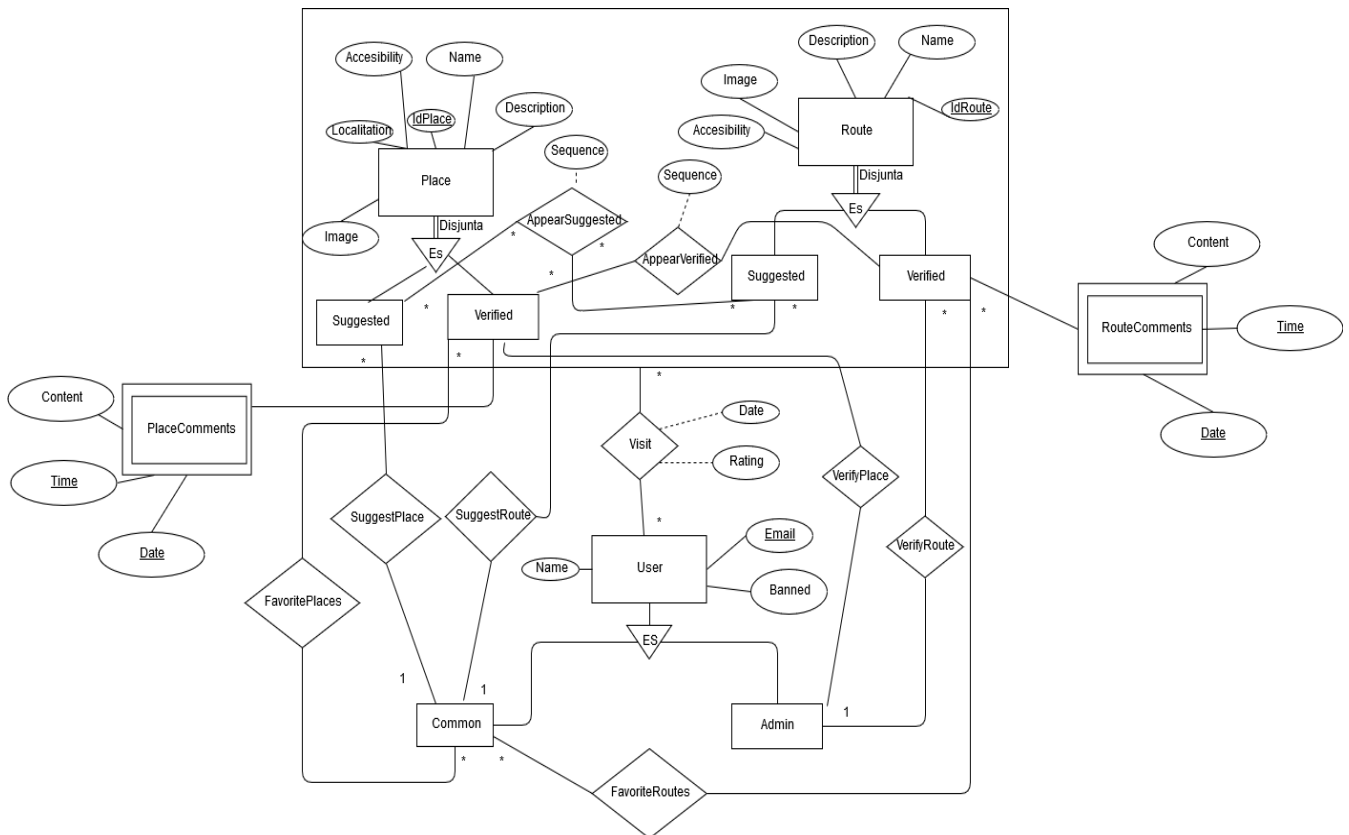 Description
Name
Accesibility
Name
Image
IdRoute
Description
IdPlace
Localitation
Accesibility
Route
Sequence
Sequence
Disjunta
Place
Es
AppearSuggested
Disjunta
*
Image
Es
*
AppearVerified
Content
*
Suggested
Verified
*
*
*
*
*
Suggested
Verified
RouteComments
Time
*
*
*
Content
Date
PlaceComments
Visit
Date
Rating
Time
VerifyPlace
SuggestPlace
SuggestRoute
*
Email
Date
VerifyRoute
Name
User
Banned
FavoritePlaces
ES
1
1
Common
Admin
1
*
*
FavoriteRoutes